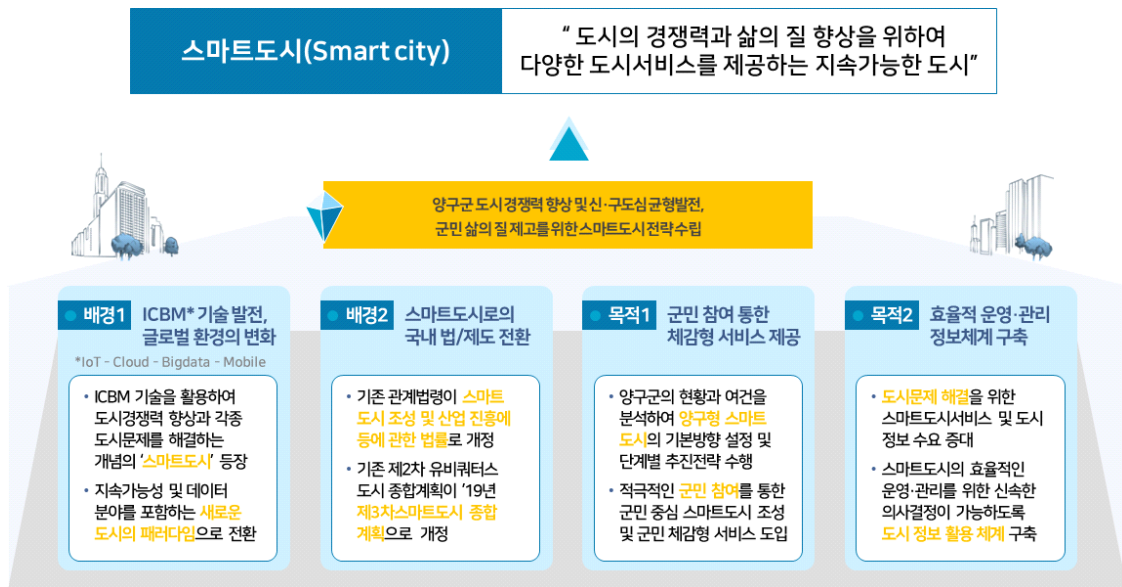 스마트도시(Smart city)
“ 도시의 경쟁력과 삶의 질 향상을 위하여
다양한 도시서비스를 제공하는 지속가능한 도시”
양구군 도시 경쟁력 향상 및 신·구도심 균형발전,
군민 삶의 질 제고를 위한 스마트도시 전략 수립
배경1
ICBM* 기술 발전,
글로벌 환경의 변화
*IoT - Cloud - Bigdata - Mobile
• ICBM 기술을 활용하여
도시경쟁력 향상과 각종
도시문제를 해결하는
개념의 ‘스마트도시’ 등장
• 지속가능성 및 데이터
분야를 포함하는 새로운
도시의 패러다임으로 전환
배경2
스마트도시로의
국내 법/제도 전환
• 기존 관계법령이 스마트
도시 조성 및 산업 진흥에
등에 관한 법률로 개정
• 기존 제2차 유비쿼터스
도시 종합계획이 ’19년
제3차스마트도시 종합
계획으로 개정
목적1
군민 참여 통한
체감형 서비스 제공
• 양구군의 현황과 여건을
분석하여 양구형 스마트
도시의 기본방향 설정 및
단계별 추진전략 수행
• 적극적인 군민 참여를 통한
군민 중심 스마트도시 조성
및 군민 체감형 서비스 도입
목적2
효율적 운영·관리
정보체계 구축
• 도시문제 해결을 위한
스마트도시서비스 및 도시
정보 수요 증대
• 스마트도시의 효율적인
운영·관리를 위한 신속한
의사결정이 가능하도록
도시 정보 활용 체계 구축